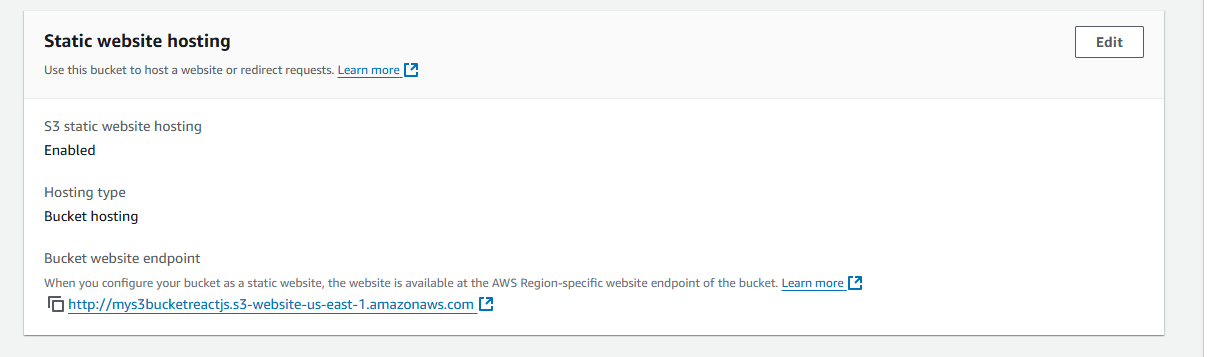 Static website hosting
Edit
Use this bucket to host a website or redirect requests. Learn more
S3 static website hosting
Enabled
Hosting type
Bucket hosting
Bucket website endpoint
When you configure your bucket as a static website, the website is available at the AWS Region-specific website endpoint of the bucket. Learn more
http://mys3bucketreactjs.s3-website-us-east-1.amazonaws.com